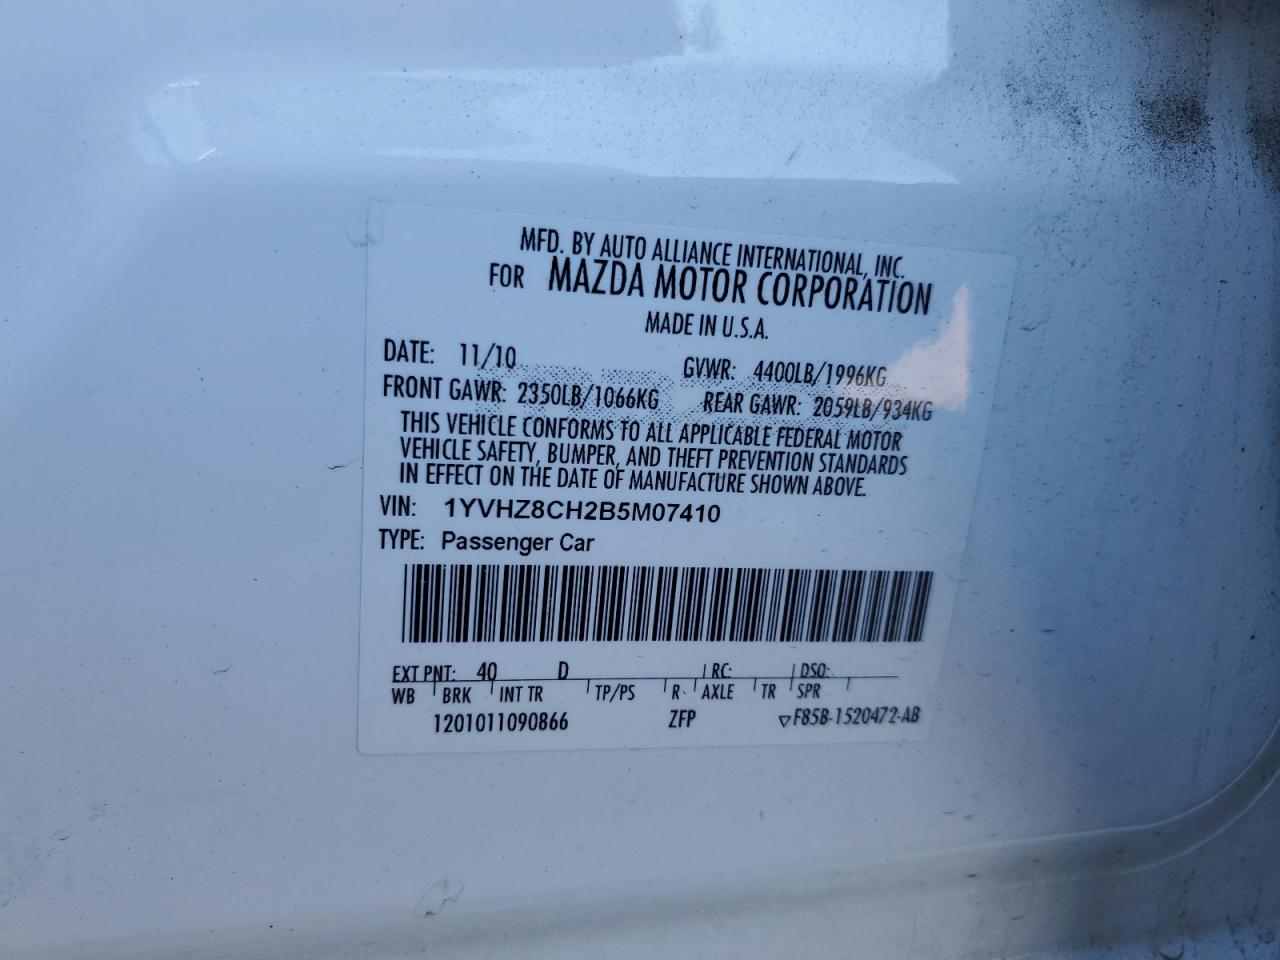 MFD. BY AUTO ALLIANCE INTERNATIONAL, INC.
FOR MAZDA MOTOR CORPORATION
MADE IN U.S.A.
DATE: 11/10 GVWR: 4400LB/1996KG
FRONT GAWR: 2350LB/1066KG REAR GAWR: 2059LB/934KG
THIS VEHICLE CONFORMS TO ALL APPLICABLE FEDERAL MOTOR
VEHICLE SAFETY, BUMPER, AND THEFT PREVENTION STANDARDS
IN EFFECT ON THE DATE OF MANUFACTURE SHOWN ABOVE.
VIN: 1YVHZ8CH2B5M07410
TYPE: Passenger Car
EXT PNT: 40 D RC: DSO:
WB BRK INT TR TP/PS R AXLE TR SPR
1201011090866 ZFP ▽F85B-1520472-AB